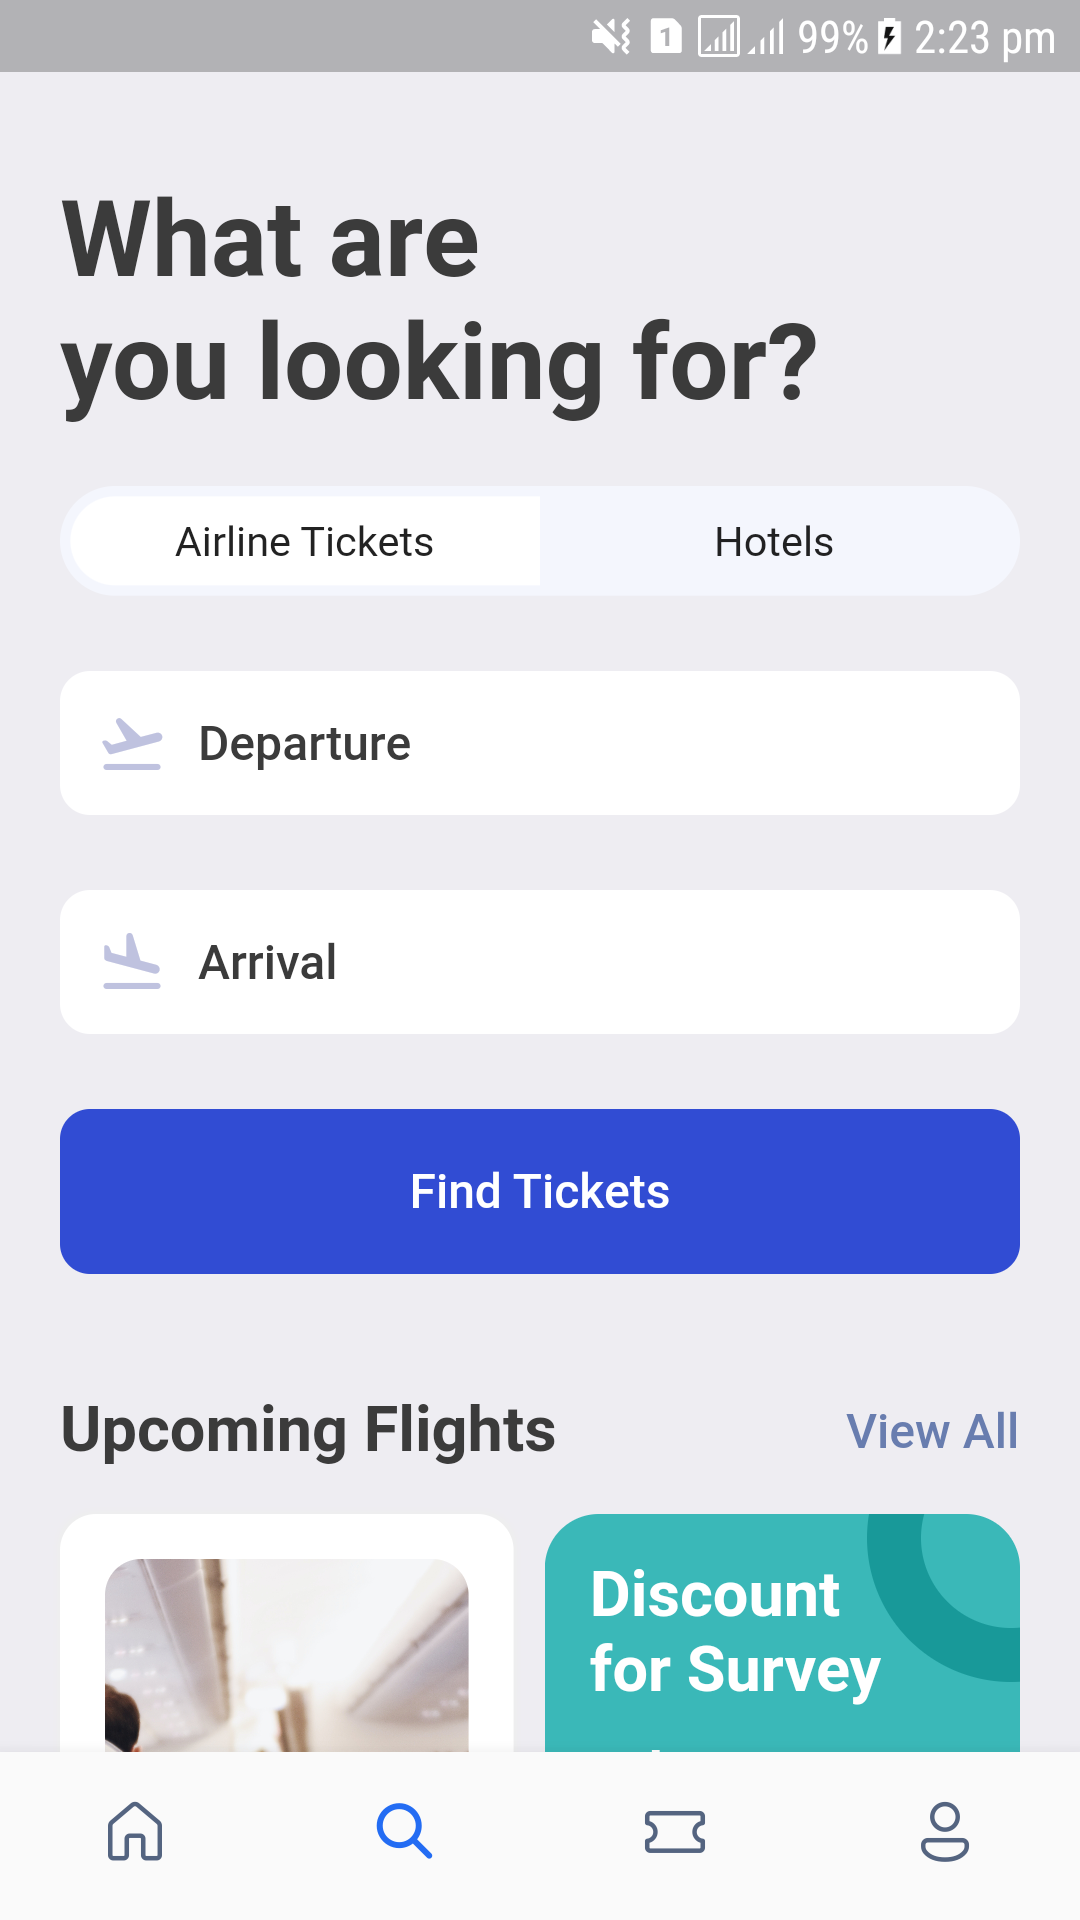 1 99% 2:23 pm
What are
you looking for?
Airline Tickets Hotels
Departure
Arrival
Find Tickets
Upcoming Flights View All
Discount
for Survey